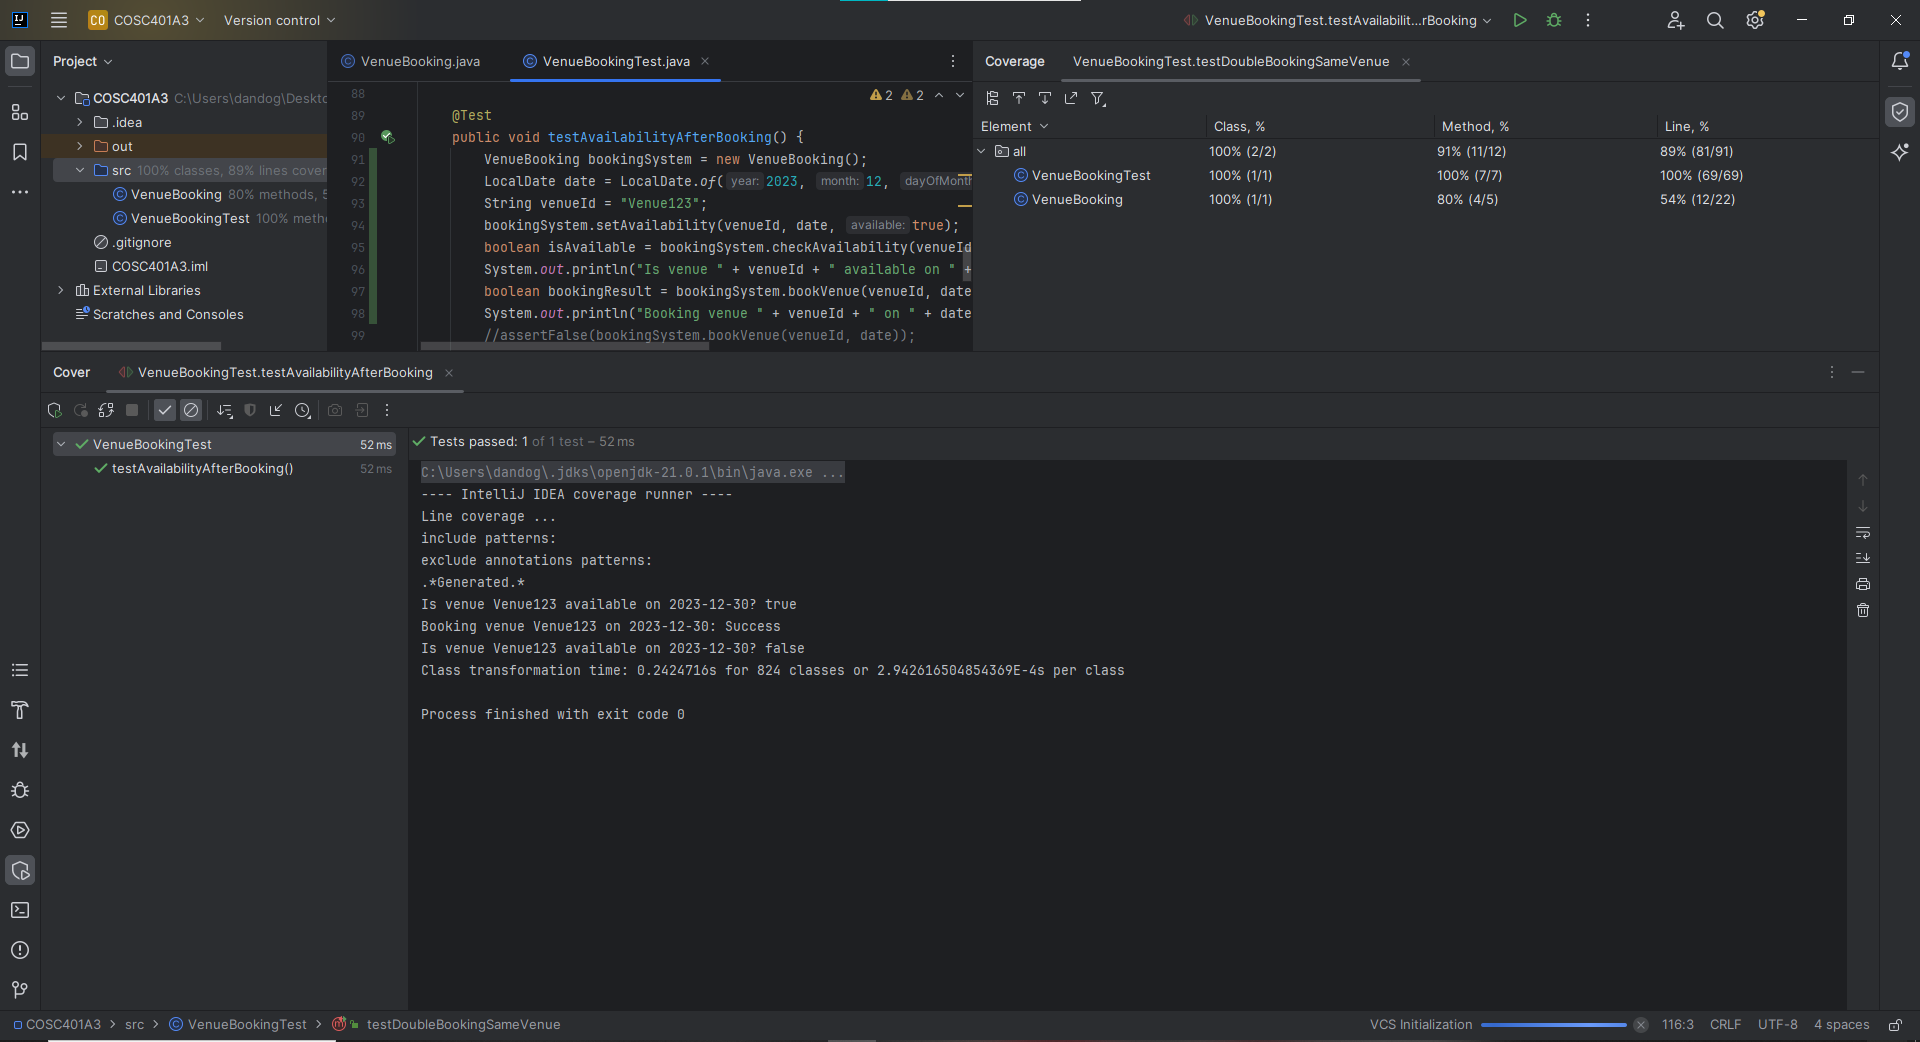 CO COSC401A3 Version control VenueBookingTest.testAvailabilit...rBooking
Project
COSC401A3 C:\Users\dandog\Deskto
.idea
out
src 100% classes, 89% lines cover
VenueBooking 80% methods, 5
VenueBookingTest 100% meth
.gitignore
COSC401A3.iml
External Libraries
Scratches and Consoles
VenueBooking.java VenueBookingTest.java
2 2
88
89 @Test
90 public void testAvailabilityAfterBooking() {
91 VenueBooking bookingSystem = new VenueBooking();
92 LocalDate date = LocalDate.of( year: 2023, month: 12, dayOfMonth
93 String venueId = "Venue123";
94 bookingSystem.setAvailability(venueId, date, available: true);
95 boolean isAvailable = bookingSystem.checkAvailability(venueId
96 System.out.println("Is venue " + venueId + " available on " +
97 boolean bookingResult = bookingSystem.bookVenue(venueId, date
98 System.out.println("Booking venue " + venueId + " on " + date
99 //assertFalse(bookingSystem.bookVenue(venueId, date));
Coverage VenueBookingTest.testDoubleBookingSameVenue
Element Class, % Method, % Line, %
all 100% (2/2) 91% (11/12) 89% (81/91)
VenueBookingTest 100% (1/1) 100% (7/7) 100% (69/69)
VenueBooking 100% (1/1) 80% (4/5) 54% (12/22)
Cover VenueBookingTest.testAvailabilityAfterBooking
VenueBookingTest 52 ms
testAvailabilityAfterBooking() 52 ms
Tests passed: 1 of 1 test – 52 ms
C:\Users\dandog\.jdks\openjdk-21.0.1\bin\java.exe ...
---- IntelliJ IDEA coverage runner ----
Line coverage ...
include patterns:
exclude annotations patterns:
.*Generated.*
Is venue Venue123 available on 2023-12-30? true
Booking venue Venue123 on 2023-12-30: Success
Is venue Venue123 available on 2023-12-30? false
Class transformation time: 0.2424716s for 824 classes or 2.942616504854369E-4s per class
Process finished with exit code 0
COSC401A3 src VenueBookingTest testDoubleBookingSameVenue
VCS Initialization 116:3 CRLF UTF-8 4 spaces